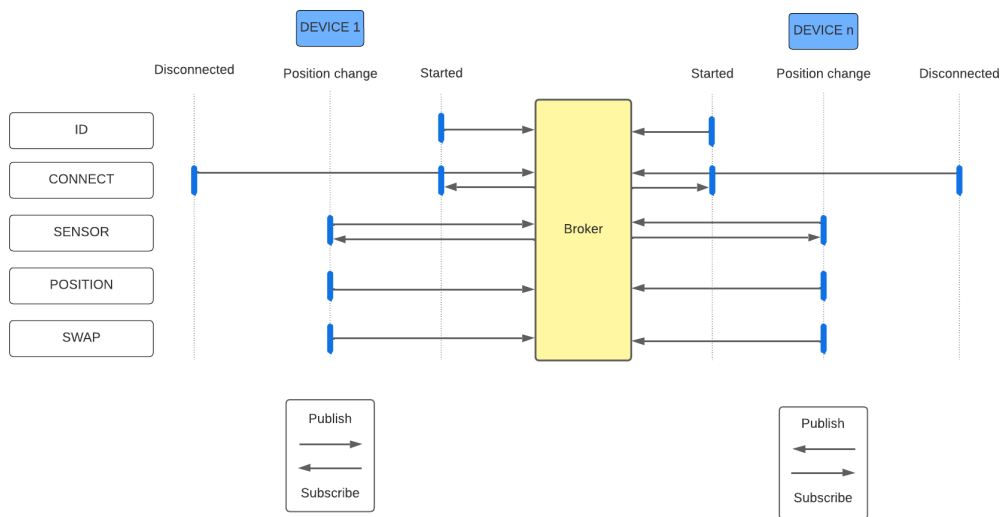 DEVICE 1
DEVICE n
Disconnected
Position change
Started
Started
Position change
Disconnected
ID
CONNECT
SENSOR
Broker
POSITION
SWAP
Publish
Subscribe
Publish
Subscribe